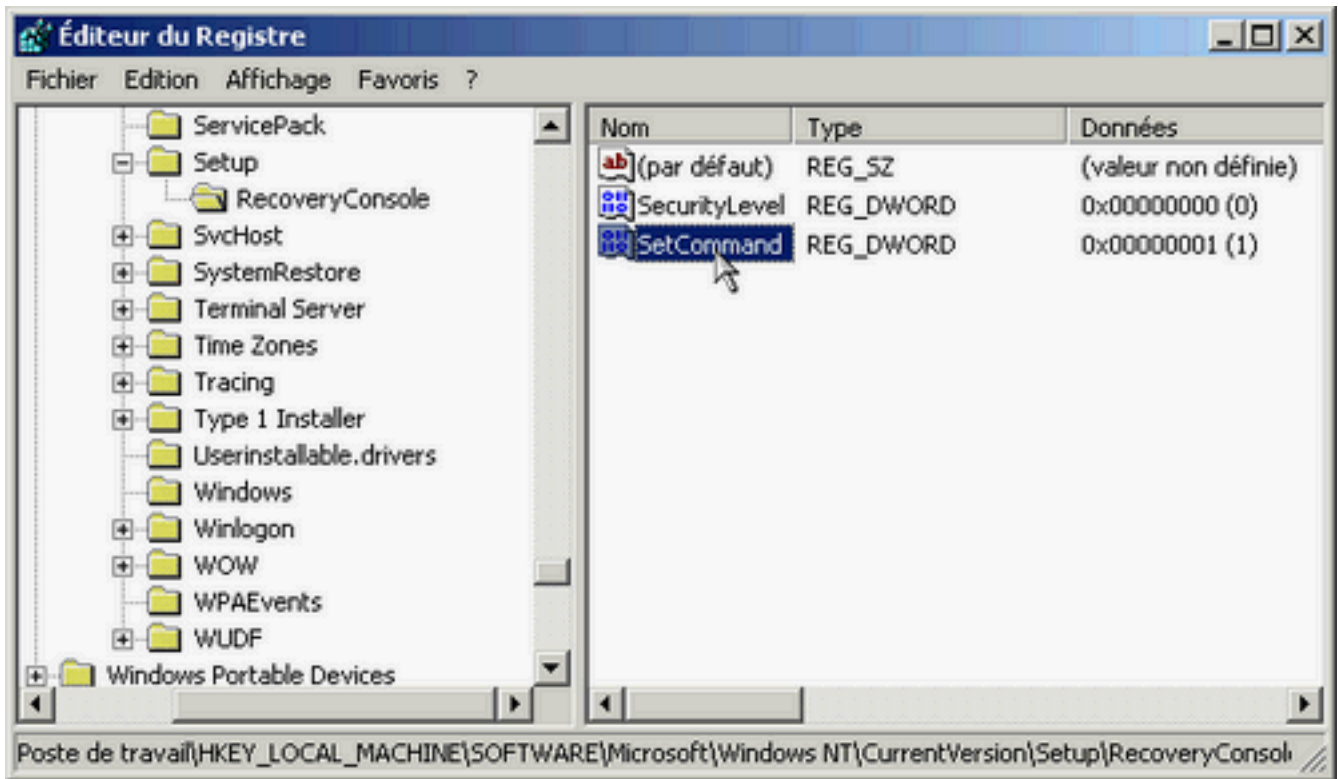 Éditeur du Registre
Fichier Edition Affichage Favoris ?
ServicePack
Setup
RecoveryConsole
SvcHost
SystemRestore
Terminal Server
Time Zones
Tracing
Type 1 Installer
Userinstallable.drivers
Windows
Winlogon
WOW
WPAEvents
WUDF
Windows Portable Devices
Nom Type Données
(par défaut) REG_SZ (valeur non définie)
SecurityLevel REG_DWORD 0x00000000 (0)
SetCommand REG_DWORD 0x00000001 (1)
Poste de travail\HKEY_LOCAL_MACHINE\SOFTWARE\Microsoft\Windows NT\CurrentVersion\Setup\RecoveryConsol